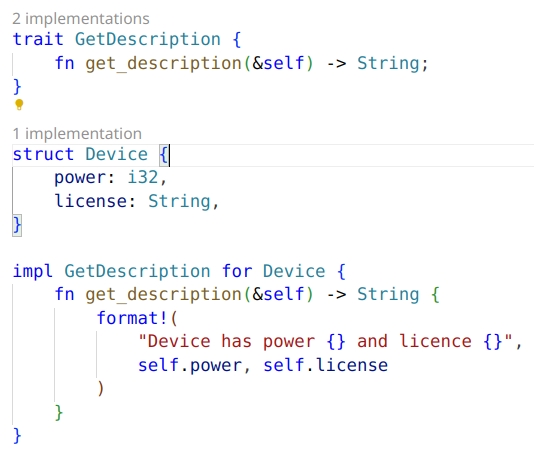 2 implementations
trait GetDescription {
    fn get_description(&self) -> String;
}
1 implementation
struct Device {
    power: i32,
    license: String,
}
impl GetDescription for Device {
    fn get_description(&self) -> String {
        format!(
            "Device has power {} and licence {}",
            self.power, self.license
        )
    }
}